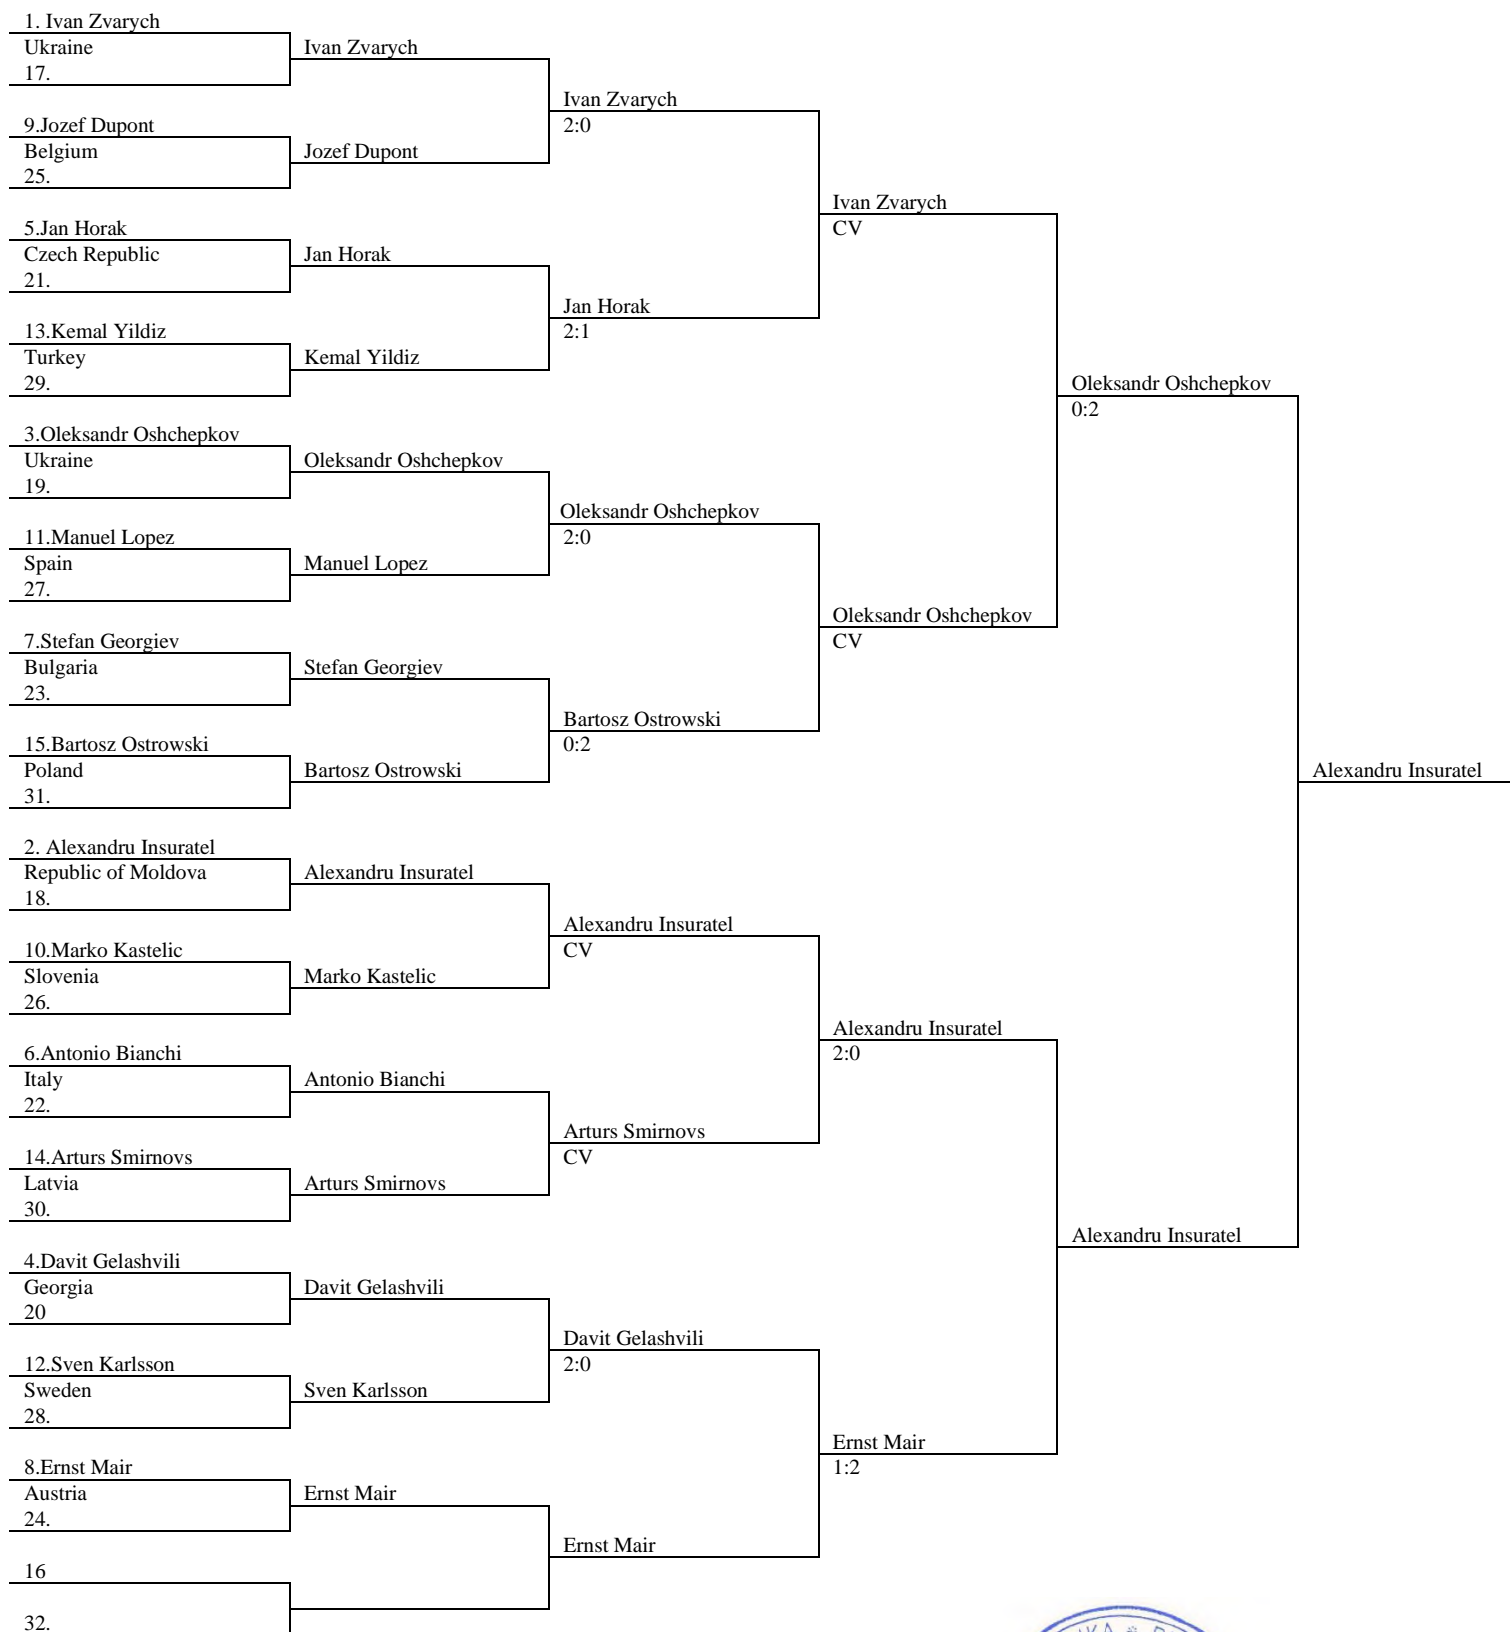 1. Ivan Zvarych
Ukraine
17.
Ivan Zvarych
Ivan Zvarych
2:0
9.Jozef Dupont
Belgium
25.
Jozef Dupont
Ivan Zvarych
CV
5.Jan Horak
Czech Republic
21.
Jan Horak
Jan Horak
2:1
13.Kemal Yildiz
Turkey
29.
Kemal Yildiz
Oleksandr Oshchepkov
0:2
3.Oleksandr Oshchepkov
Ukraine
19.
Oleksandr Oshchepkov
Oleksandr Oshchepkov
2:0
11.Manuel Lopez
Spain
27.
Manuel Lopez
Oleksandr Oshchepkov
CV
7.Stefan Georgiev
Bulgaria
23.
Stefan Georgiev
Bartosz Ostrowski
0:2
15.Bartosz Ostrowski
Poland
31.
Bartosz Ostrowski
Alexandru Insuratel
2. Alexandru Insuratel
Republic of Moldova
18.
Alexandru Insuratel
Alexandru Insuratel
CV
10.Marko Kastelic
Slovenia
26.
Marko Kastelic
Alexandru Insuratel
2:0
6.Antonio Bianchi
Italy
22.
Antonio Bianchi
Arturs Smirnovs
CV
14.Arturs Smirnovs
Latvia
30.
Arturs Smirnovs
Alexandru Insuratel
4.Davit Gelashvili
Georgia
20
Davit Gelashvili
Davit Gelashvili
2:0
12.Sven Karlsson
Sweden
28.
Sven Karlsson
Ernst Mair
1:2
8.Ernst Mair
Austria
24.
Ernst Mair
Ernst Mair
16
32.